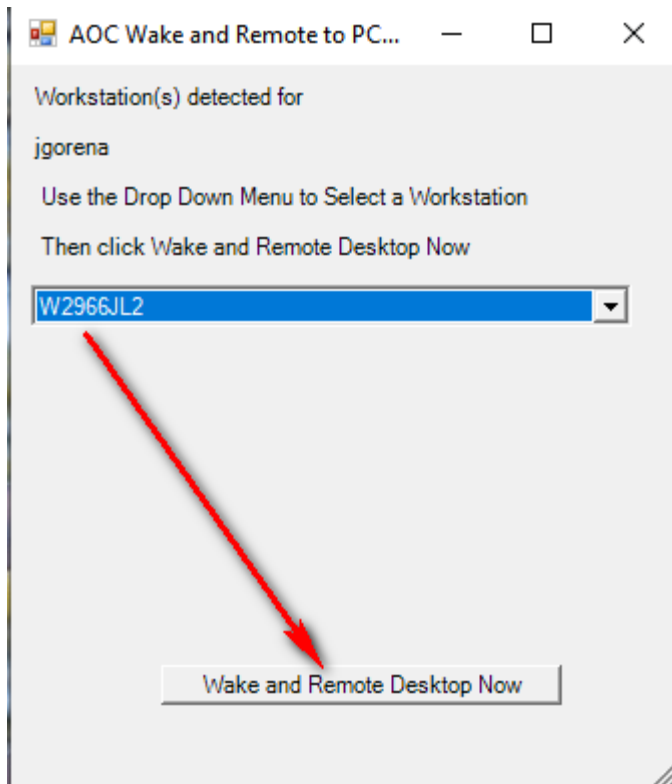 AOC Wake and Remote to PC...
Workstation(s) detected for
jgorena
Use the Drop Down Menu to Select a Workstation
Then click Wake and Remote Desktop Now
W2966JL2
Wake and Remote Desktop Now